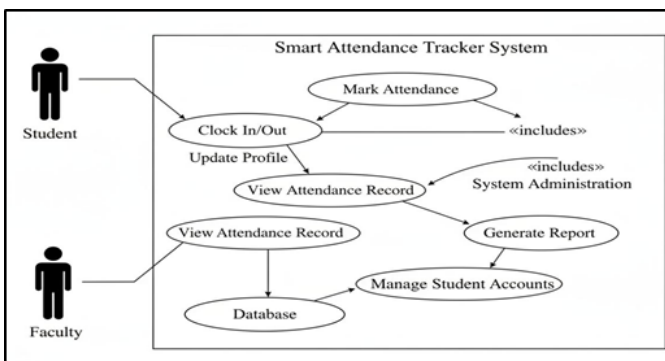 Smart Attendance Tracker System
Mark Attendance
Student
Clock In/Out
«includes»
Update Profile
«includes»
View Attendance Record
System Administration
View Attendance Record
Generate Report
Manage Student Accounts
Database
Faculty